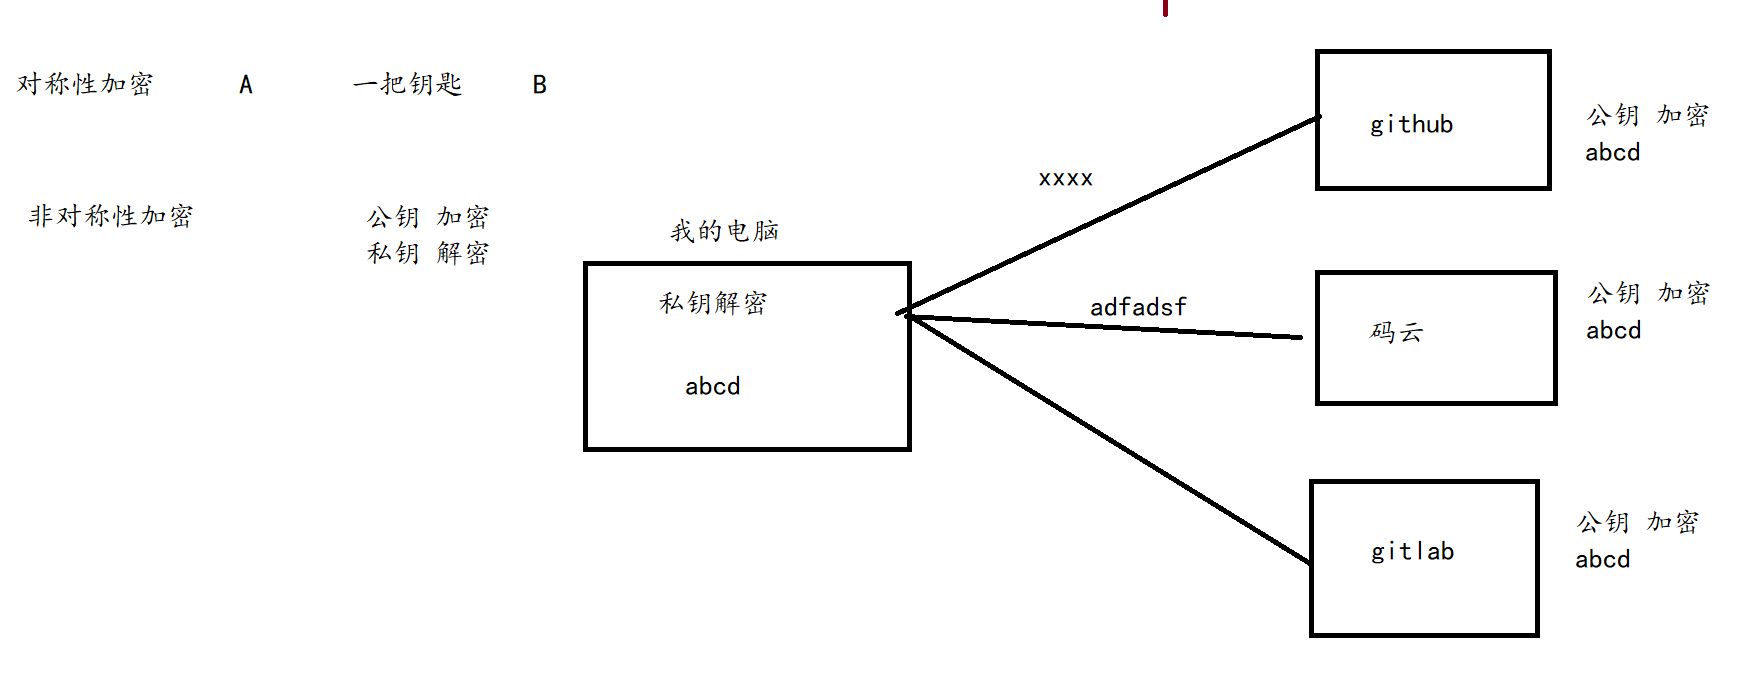 对称性加密 A 一把钥匙 B
非对称性加密 公钥 加密
私钥 解密
我的电脑
私钥解密
abcd
xxxx
adfadsf
github
公钥 加密
abcd
码云
公钥 加密
abcd
gitlab
公钥 加密
abcd